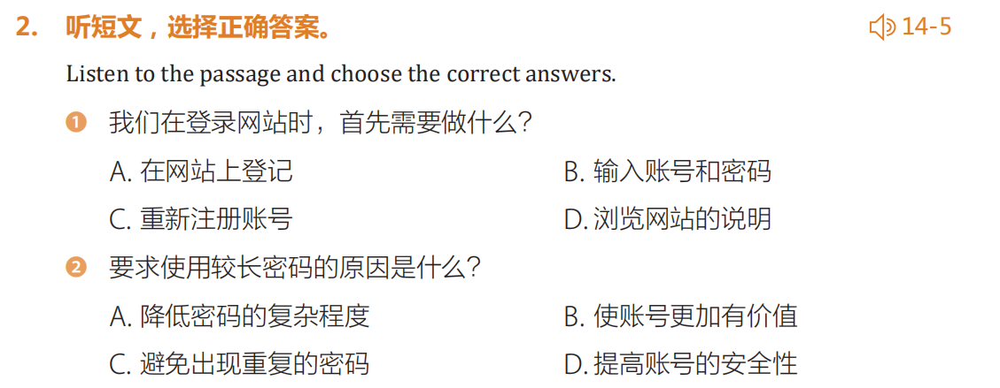 2. 听短文，选择正确答案。 14-5
Listen to the passage and choose the correct answers.
1 我们在登录网站时，首先需要做什么？
A. 在网站上登记 B. 输入账号和密码
C. 重新注册账号 D. 浏览网站的说明
2 要求使用较长密码的原因是什么？
A. 降低密码的复杂程度 B. 使账号更加有价值
C. 避免出现重复的密码 D. 提高账号的安全性